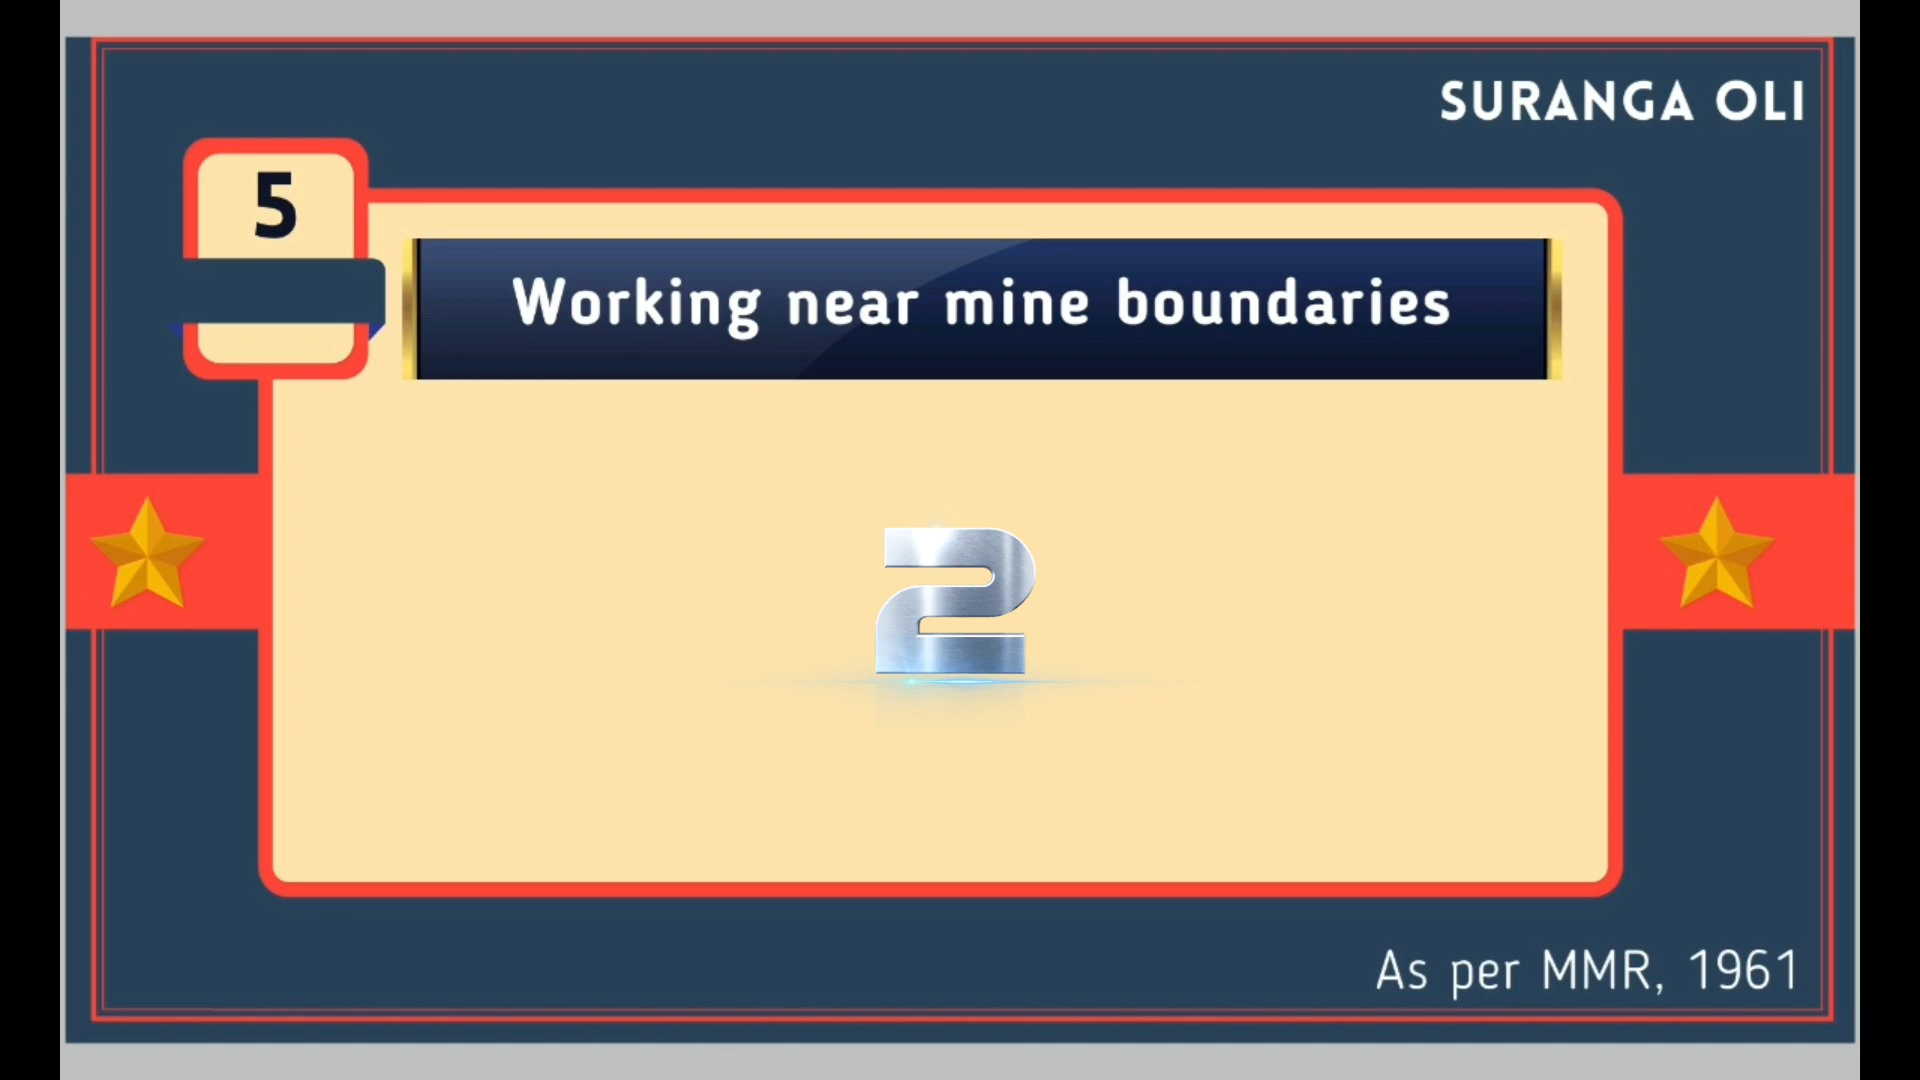 SURANGA OLI
5
Working near mine boundaries
2
As per MMR, 1961